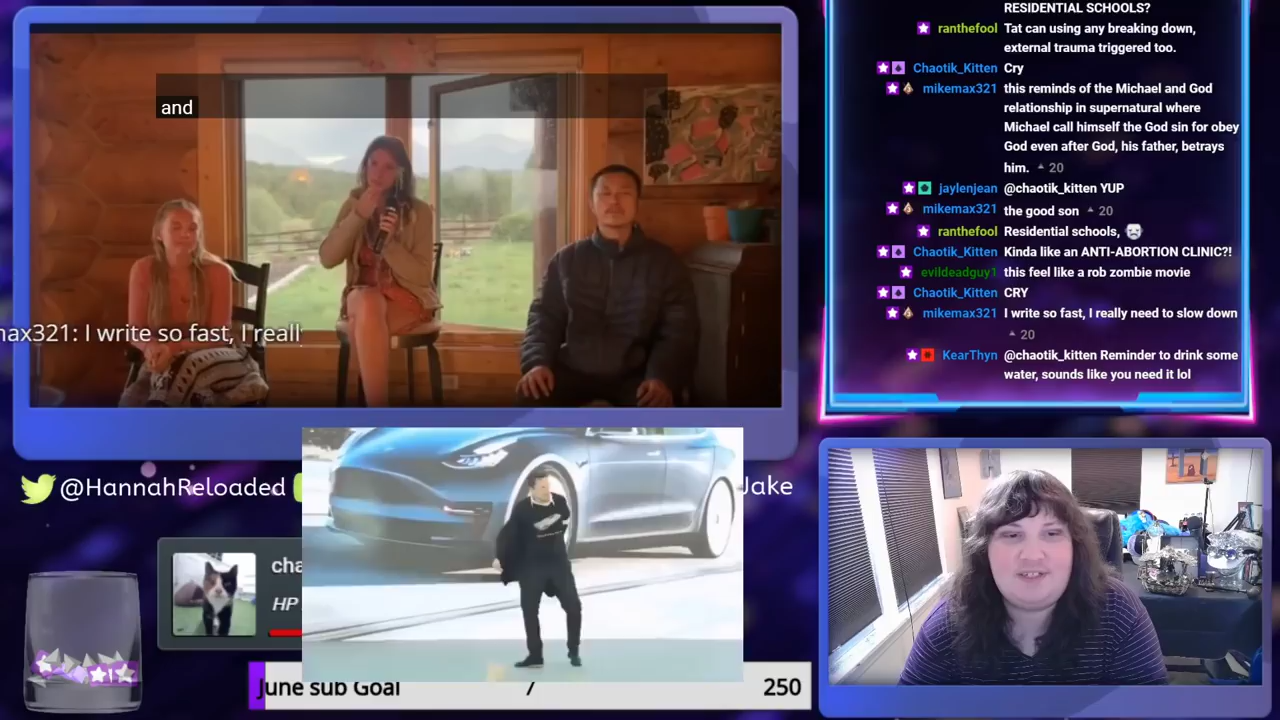 and
max321: I write so fast, I reall
@HannahReloaded
Jake
cha
HP
June sub Goal 7 250
RESIDENTIAL SCHOOLS?
ranthefool Tat can using any breaking down,
external trauma triggered too.
Chaotik_Kitten Cry
mikemax321 this reminds of the Michael and God
relationship in supernatural where
Michael call himself the God sin for obey
God even after God, his father, betrays
him. 20
jaylenjean @chaotik_kitten YUP
mikemax321 the good son 20
ranthefool Residential schools,
Chaotik_Kitten Kinda like an ANTI-ABORTION CLINIC?!
evildeadguy1 this feel like a rob zombie movie
Chaotik_Kitten CRY
mikemax321 I write so fast, I really need to slow down
20
KearThyn @chaotik_kitten Reminder to drink some
water, sounds like you need it lol